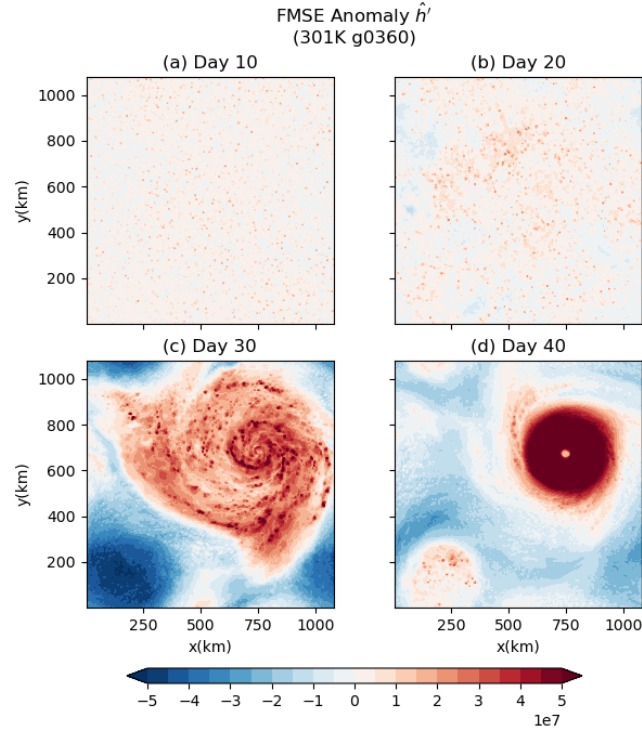 FMSE Anomaly ĥ′
(301K g0360)
(a) Day 10
(b) Day 20
1000
800
600
400
200
y(km)
(c) Day 30
(d) Day 40
1000
800
600
400
200
y(km)
250 500 750 1000
250 500 750 1000
x(km)
x(km)
−5 −4 −3 −2 −1 0 1 2 3 4 5
1e7